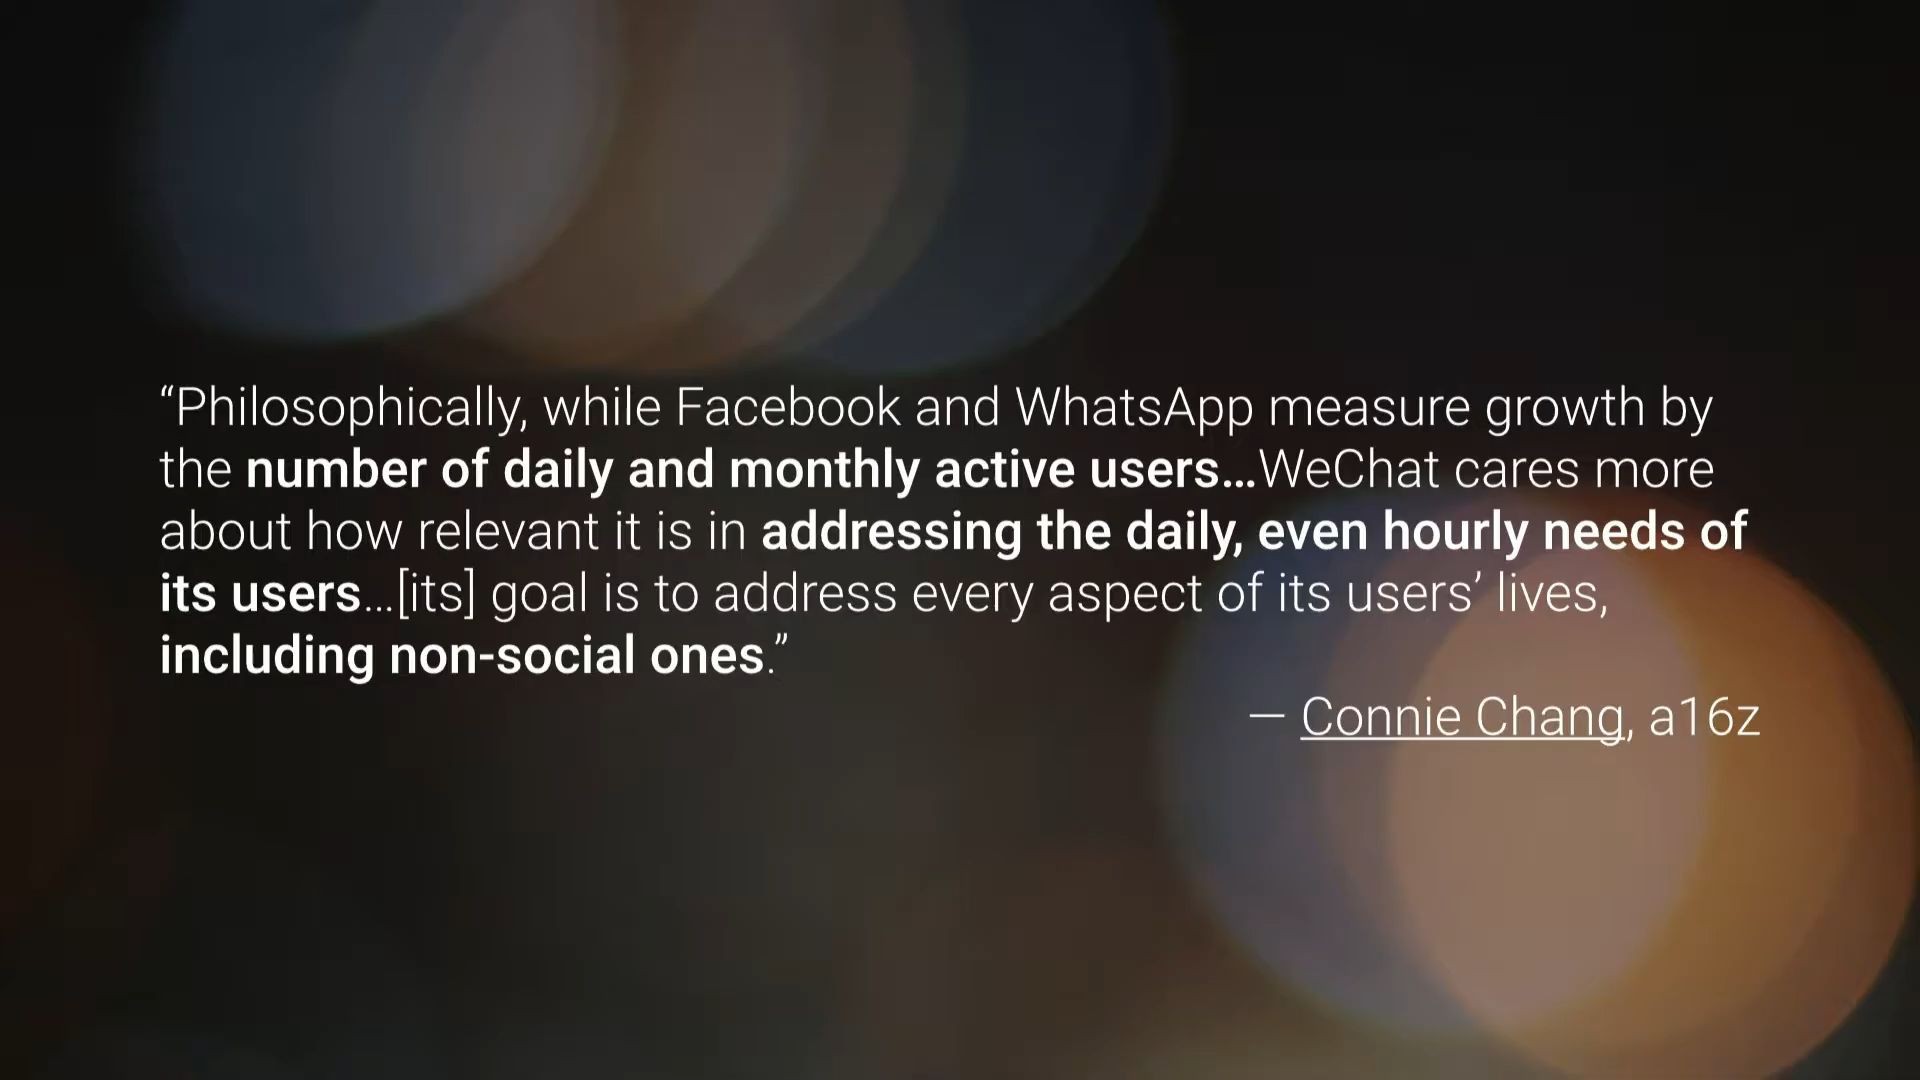 “Philosophically, while Facebook and WhatsApp measure growth by
the number of daily and monthly active users…WeChat cares more
about how relevant it is in addressing the daily, even hourly needs of
its users…[its] goal is to address every aspect of its users’ lives,
including non-social ones.”
— Connie Chang, a16z